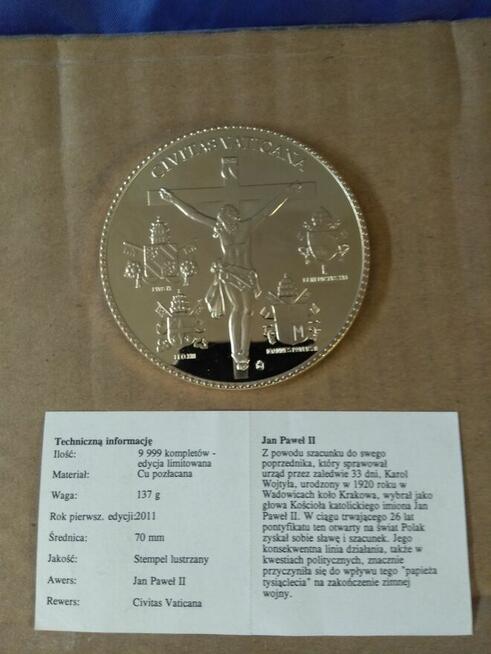 CIVITAS VATICANA
Techniczną informację
Ilość: 9 999 kompletów -
edycja limitowana
Materiał: Cu pozłacana
Waga: 137 g
Rok pierwsz. edycji:2011
Średnica: 70 mm
Jakość: Stempel lustrzany
Awers: Jan Paweł II
Rewers: Civitas Vaticana
Jan Paweł II
Z powodu szacunku do swego
poprzednika, który sprawował
urząd przez zaledwie 33 dni, Karol
Wojtyła, urodzony w 1920 roku w
Wadowicach koło Krakowa, wybrał jako
głowa Kościoła katolickiego imiona Jan
Paweł II. W ciągu trwającego 26 lat
pontyfikatu ten otwarty na świat Polak
zyskał sobie sławę i szacunek. Jego
konsekwentna linia działania, także w
kwestiach politycznych, znacznie
przyczyniła się do wpływu tego "papieża
tysiąclecia" na zakończenie zimnej
wojny.